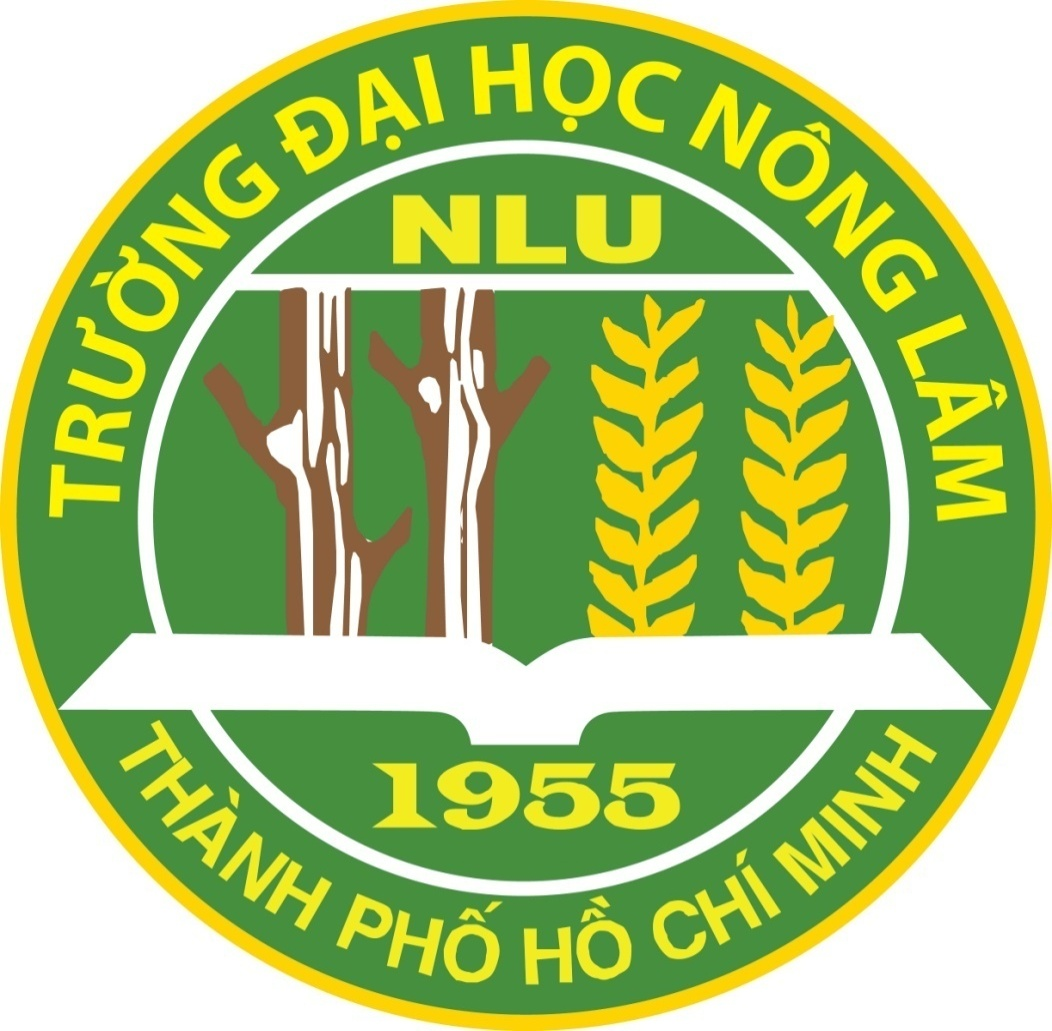 TRƯỜNG ĐẠI HỌC NÔNG LÂM
NLU
1955
THÀNH PHỐ HỒ CHÍ MINH